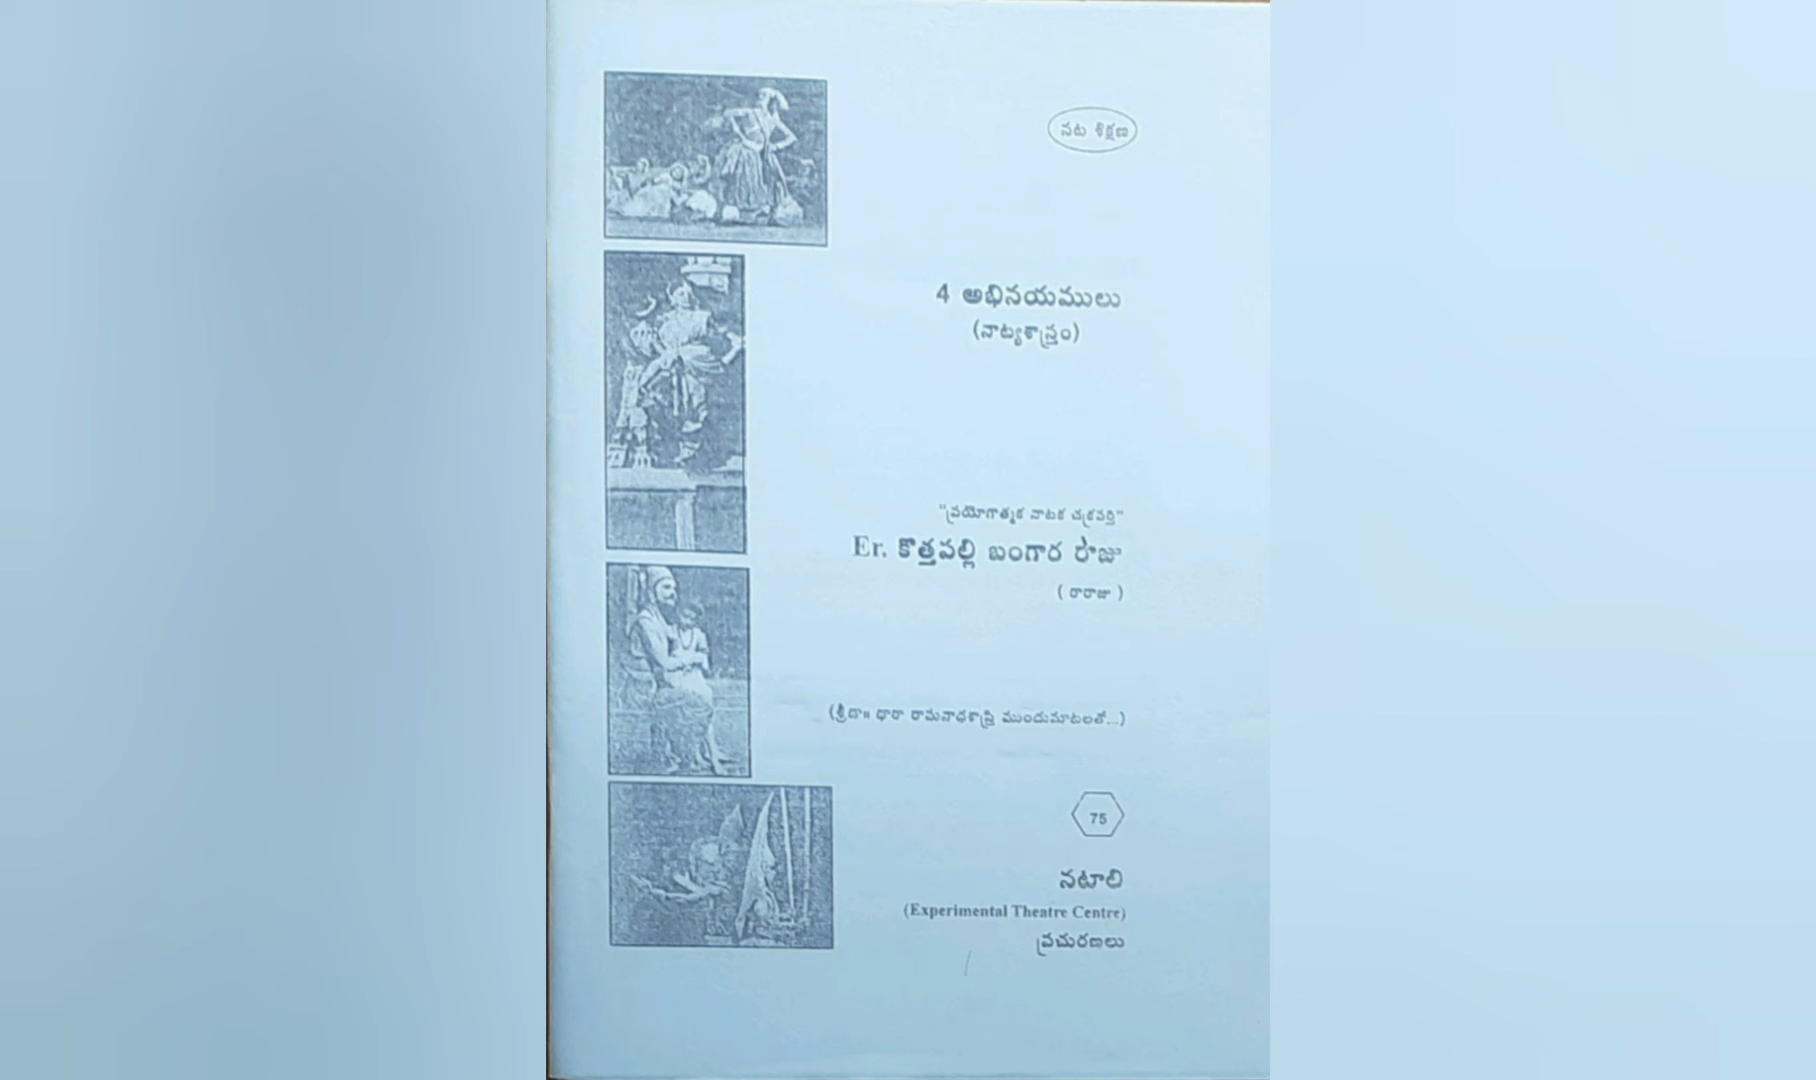 నట శిక్షణ
4 అభినయములు
(నాట్యశాస్త్రం)
"ప్రయోగాత్మక నాటక చక్రవర్తి"
Er. కొత్తపల్లి బంగార రాజు
( రారాజు )
(శ్రీ డా॥ ధారా రామనాధశాస్త్రి ముందుమాటలతో...)
75
నటాలి
(Experimental Theatre Centre)
ప్రచురణలు